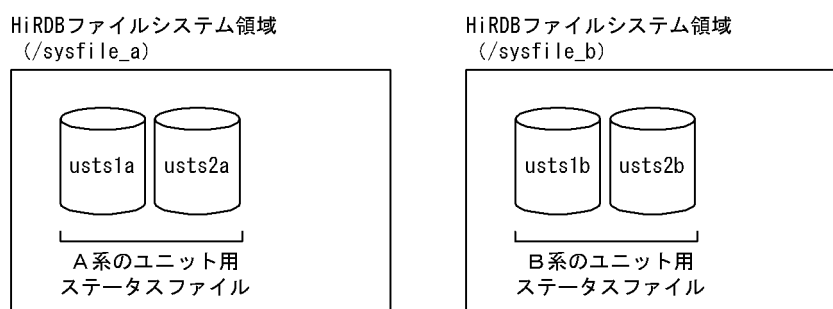 HiRDBファイルシステム領域
（/sysfile_a）
usts1a
usts2a
A系のユニット用
ステータスファイル
HiRDBファイルシステム領域
（/sysfile_b）
usts1b
usts2b
B系のユニット用
ステータスファイル